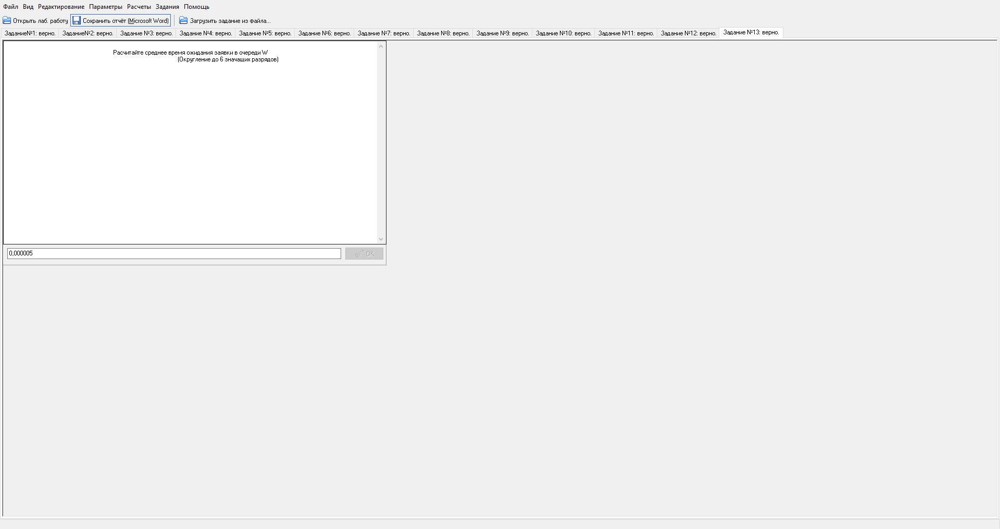 Файл Вид Редактирование Параметры Расчеты Задания Помощь
Открыть лаб. работу Сохранить отчёт (Microsoft Word) Загрузить задание из файла...
Задание№1: верно. Задание№2: верно. Задание №3: верно. Задание №4: верно. Задание №5: верно. Задание №6: верно. Задание №7: верно. Задание №8: верно. Задание №9: верно. Задание №10: верно. Задание №11: верно. Задание №12: верно. Задание №13: верно.
Расчитайте среднее время ожидания заявки в очереди W
(Округление до 6 значащих разрядов)
0,000005 OK